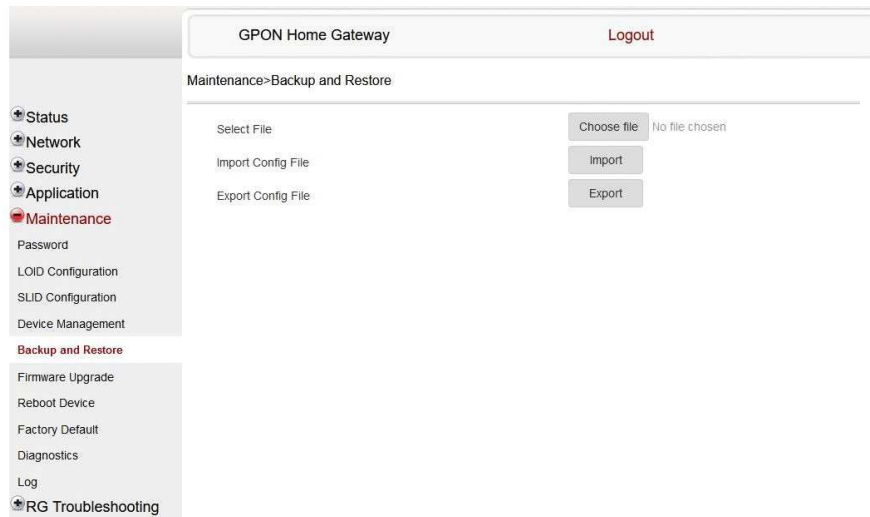 GPON Home Gateway
Logout
Maintenance>Backup and Restore
Status
Network
Security
Application
Maintenance
Password
LOID Configuration
SLID Configuration
Device Management
Backup and Restore
Firmware Upgrade
Reboot Device
Factory Default
Diagnostics
Log
RG Troubleshooting
Select File
Choose file No file chosen
Import Config File
Import
Export Config File
Export